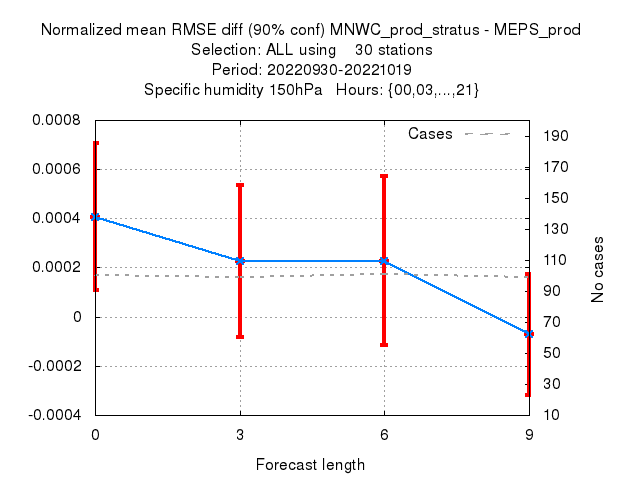 Normalized mean RMSE diff (90% conf) MNWC_prod_stratus - MEPS_prod
Selection: ALL using    30 stations
Period: 20220930-20221019
Specific humidity 150hPa   Hours: {00,03,...,21}
Cases
0.0008
0.0006
0.0004
0.0002
0
-0.0002
-0.0004
190
170
150
130
110
90
70
50
30
10
No cases
0 3 6 9
Forecast length